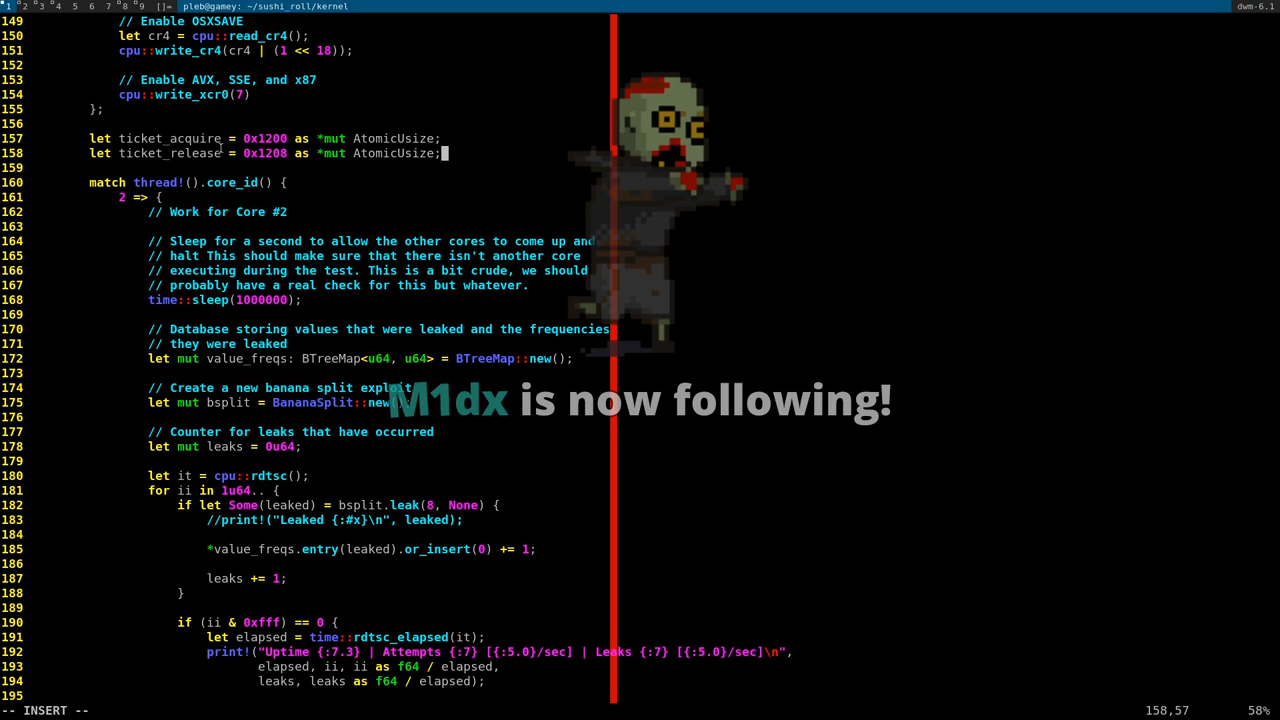 1 2 3 4 5 6 7 8 9 []= pleb@gamey: ~/sushi_roll/kernel dwm-6.1
149 // Enable OSXSAVE
150 let cr4 = cpu::read_cr4();
151 cpu::write_cr4(cr4 | (1 << 18));
152
153 // Enable AVX, SSE, and x87
154 cpu::write_xcr0(7)
155 };
156
157 let ticket_acquire = 0x1200 as *mut AtomicUsize;
158 let ticket_release = 0x1208 as *mut AtomicUsize;
159
160 match thread!().core_id() {
161 2 => {
162 // Work for Core #2
163
164 // Sleep for a second to allow the other cores to come up and
165 // halt This should make sure that there isn't another core
166 // executing during the test. This is a bit crude, we should
167 // probably have a real check for this but whatever.
168 time::sleep(1000000);
169
170 // Database storing values that were leaked and the frequencies
171 // they were leaked
172 let mut value_freqs: BTreeMap<u64, u64> = BTreeMap::new();
173
174 // Create a new banana split exploit
175 let mut bsplit = BananaSplit::new();
M1dx is now following!
176
177 // Counter for leaks that have occurred
178 let mut leaks = 0u64;
179
180 let it = cpu::rdtsc();
181 for ii in 1u64.. {
182 if let Some(leaked) = bsplit.leak(8, None) {
183 //print!("Leaked {:#x}\n", leaked);
184
185 *value_freqs.entry(leaked).or_insert(0) += 1;
186
187 leaks += 1;
188 }
189
190 if (ii & 0xfff) == 0 {
191 let elapsed = time::rdtsc_elapsed(it);
192 print!("Uptime {:7.3} | Attempts {:7} [{:5.0}/sec] | Leaks {:7} [{:5.0}/sec]\n",
193 elapsed, ii, ii as f64 / elapsed,
194 leaks, leaks as f64 / elapsed);
195
-- INSERT -- 158,57 58%